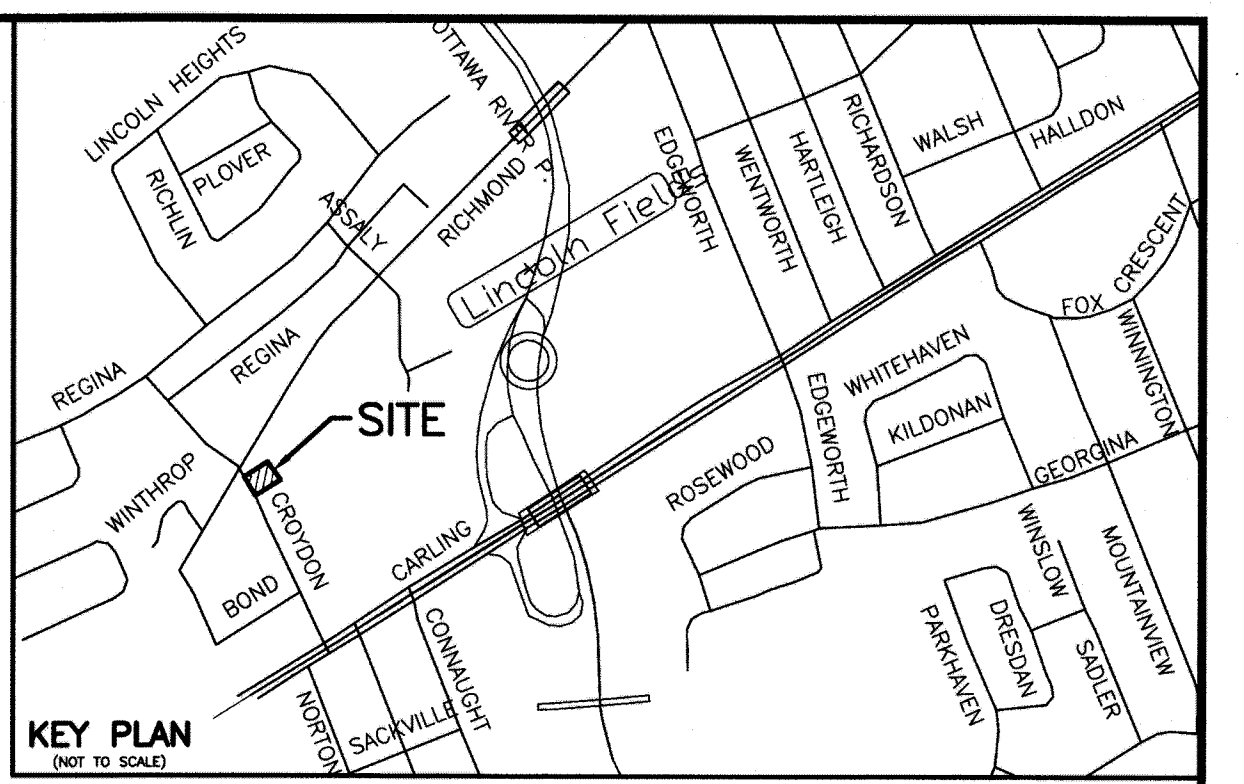 LINCOLN HEIGHTS
OTTAWA RIVER P.
PLOVER
RICHLIN
ASSALY
RICHMOND
Lincoln Fields
EDGEWORTH
WENTWORTH
HARTLEIGH
RICHARDSON
WALSH
HALLDON
FOX CRESCENT
WINNINGTON
REGINA
REGINA
SITE
WINTHROP
CROYDON
BOND
CARLING
CONNAUGHT
NORTON
SACKVILLE
ROSEWOOD
EDGEWORTH
WHITEHAVEN
KILDONAN
GEORGINA
WINSLOW
MOUNTAINVIEW
PARKHAVEN
DRESDAN
SADLER
KEY PLAN
(NOT TO SCALE)